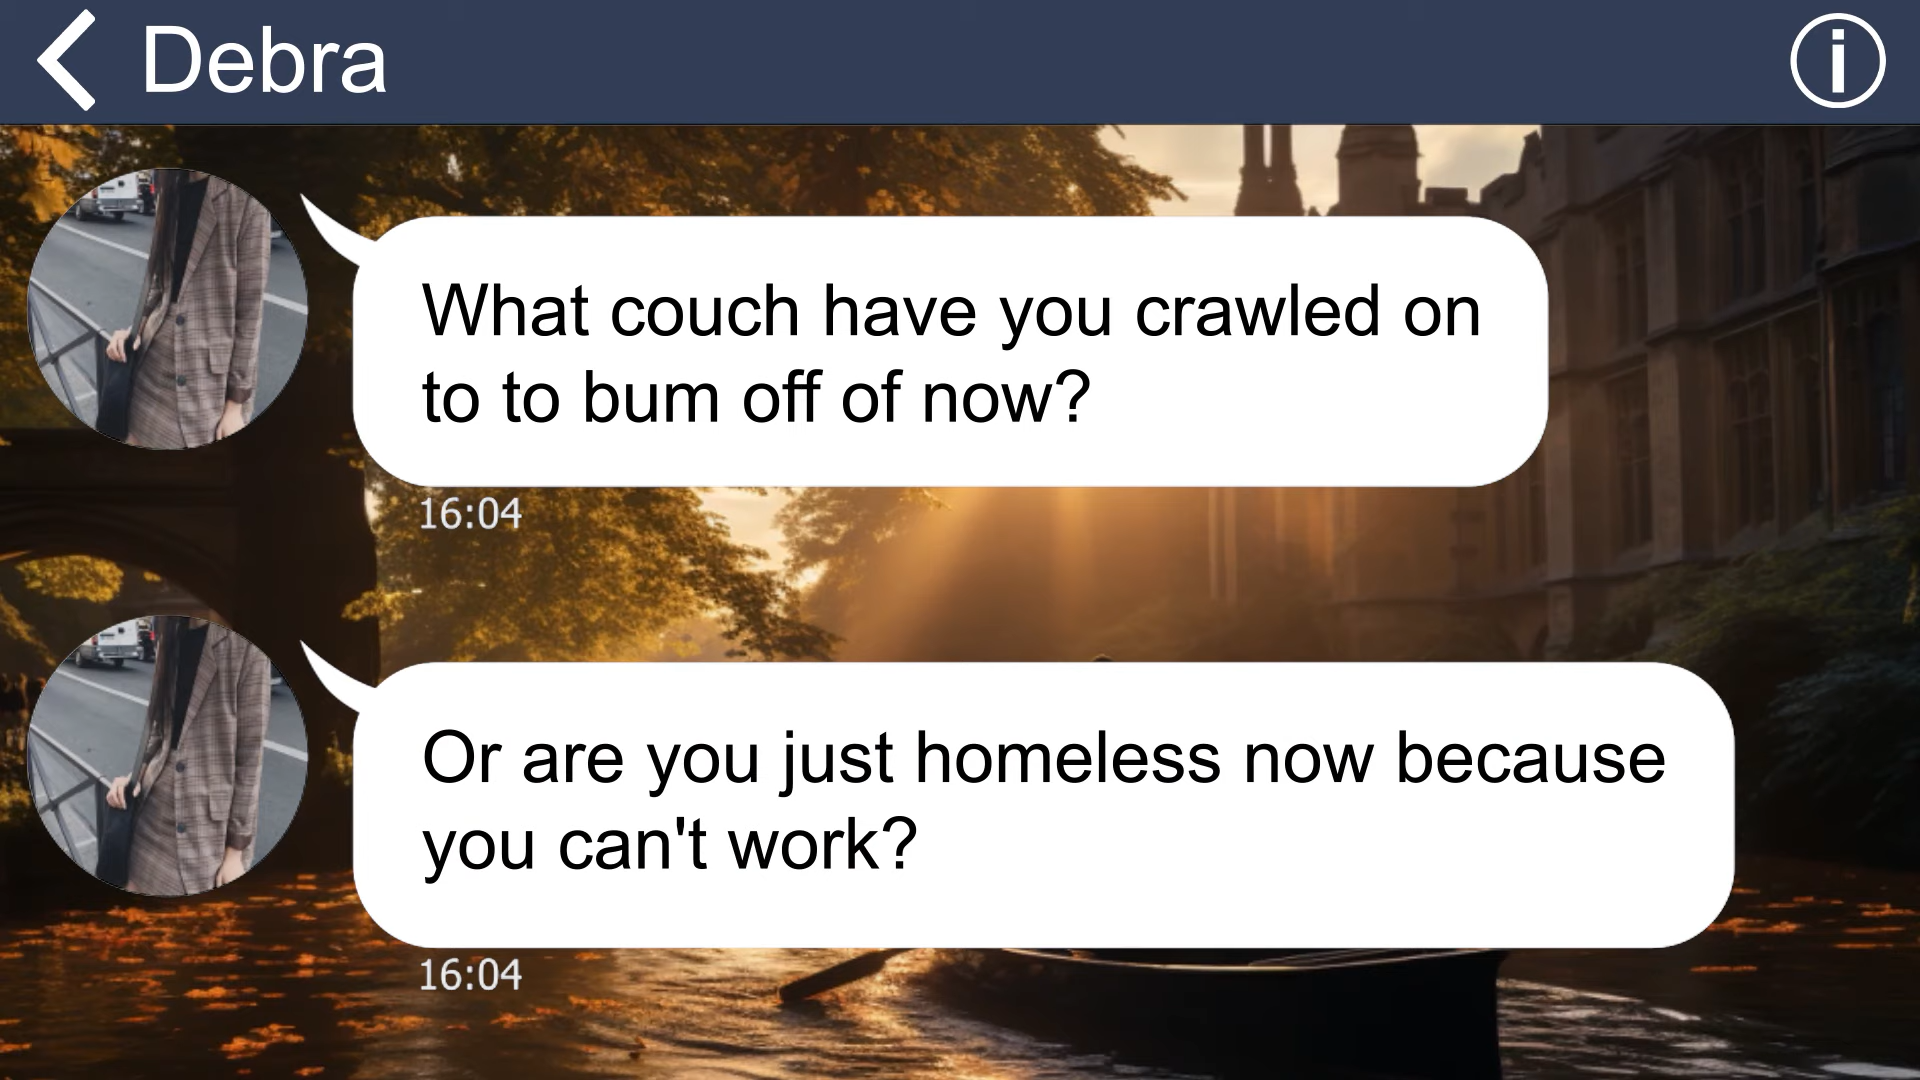 Debra
What couch have you crawled on
to to bum off of now?
16:04
Or are you just homeless now because
you can't work?
16:04